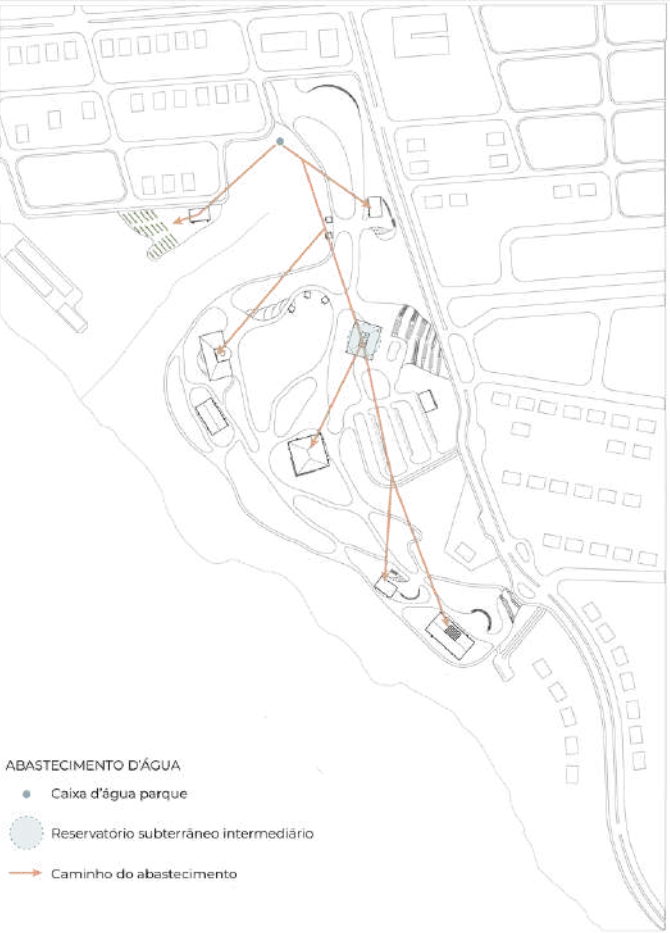 ABASTECIMENTO D'ÁGUA
Caixa d'água parque
Reservatório subterrâneo intermediário
Caminho do abastecimento